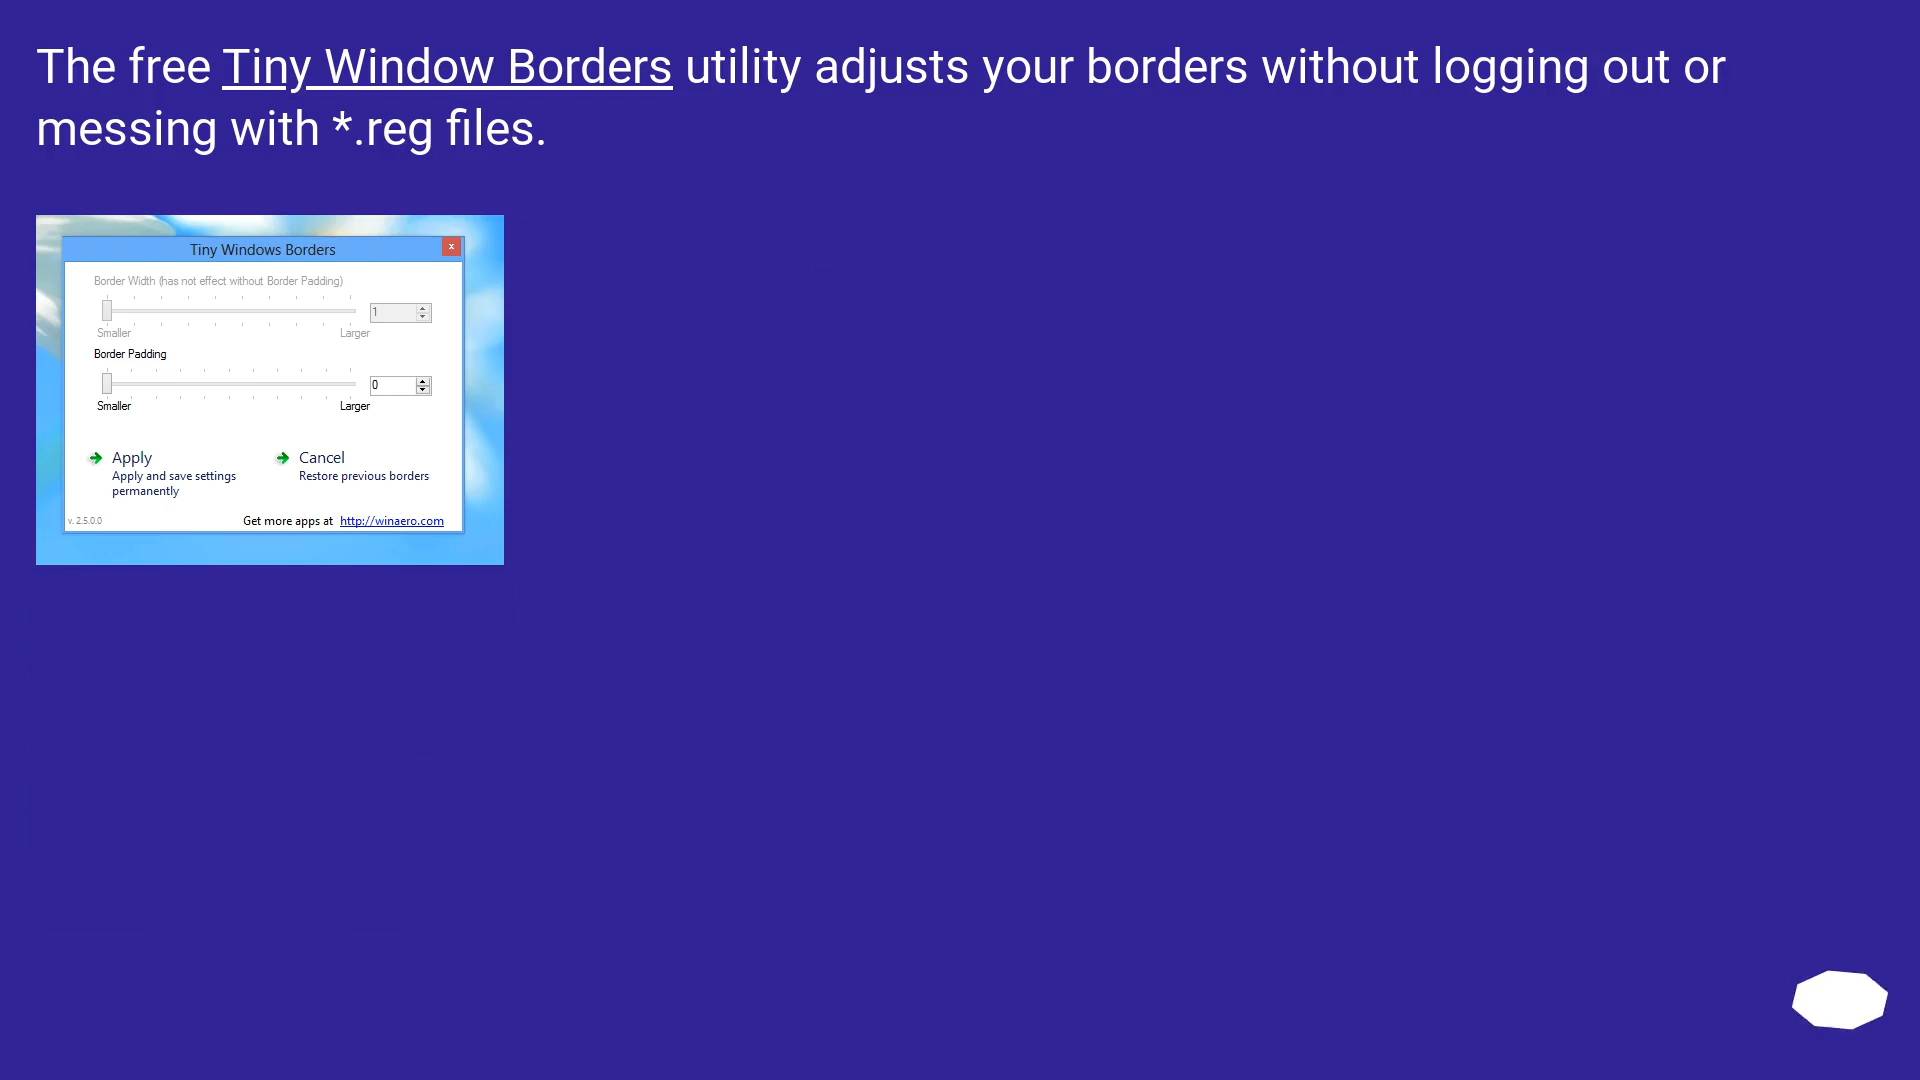 The free Tiny Window Borders utility adjusts your borders without logging out or
messing with *.reg files.
Tiny Windows Borders
x
Border Width (has not effect without Border Padding)
1
Smaller Larger
Border Padding
0
Smaller Larger
Apply Cancel
Apply and save settings Restore previous borders
permanently
v. 2.5.0.0 Get more apps at http://winaero.com